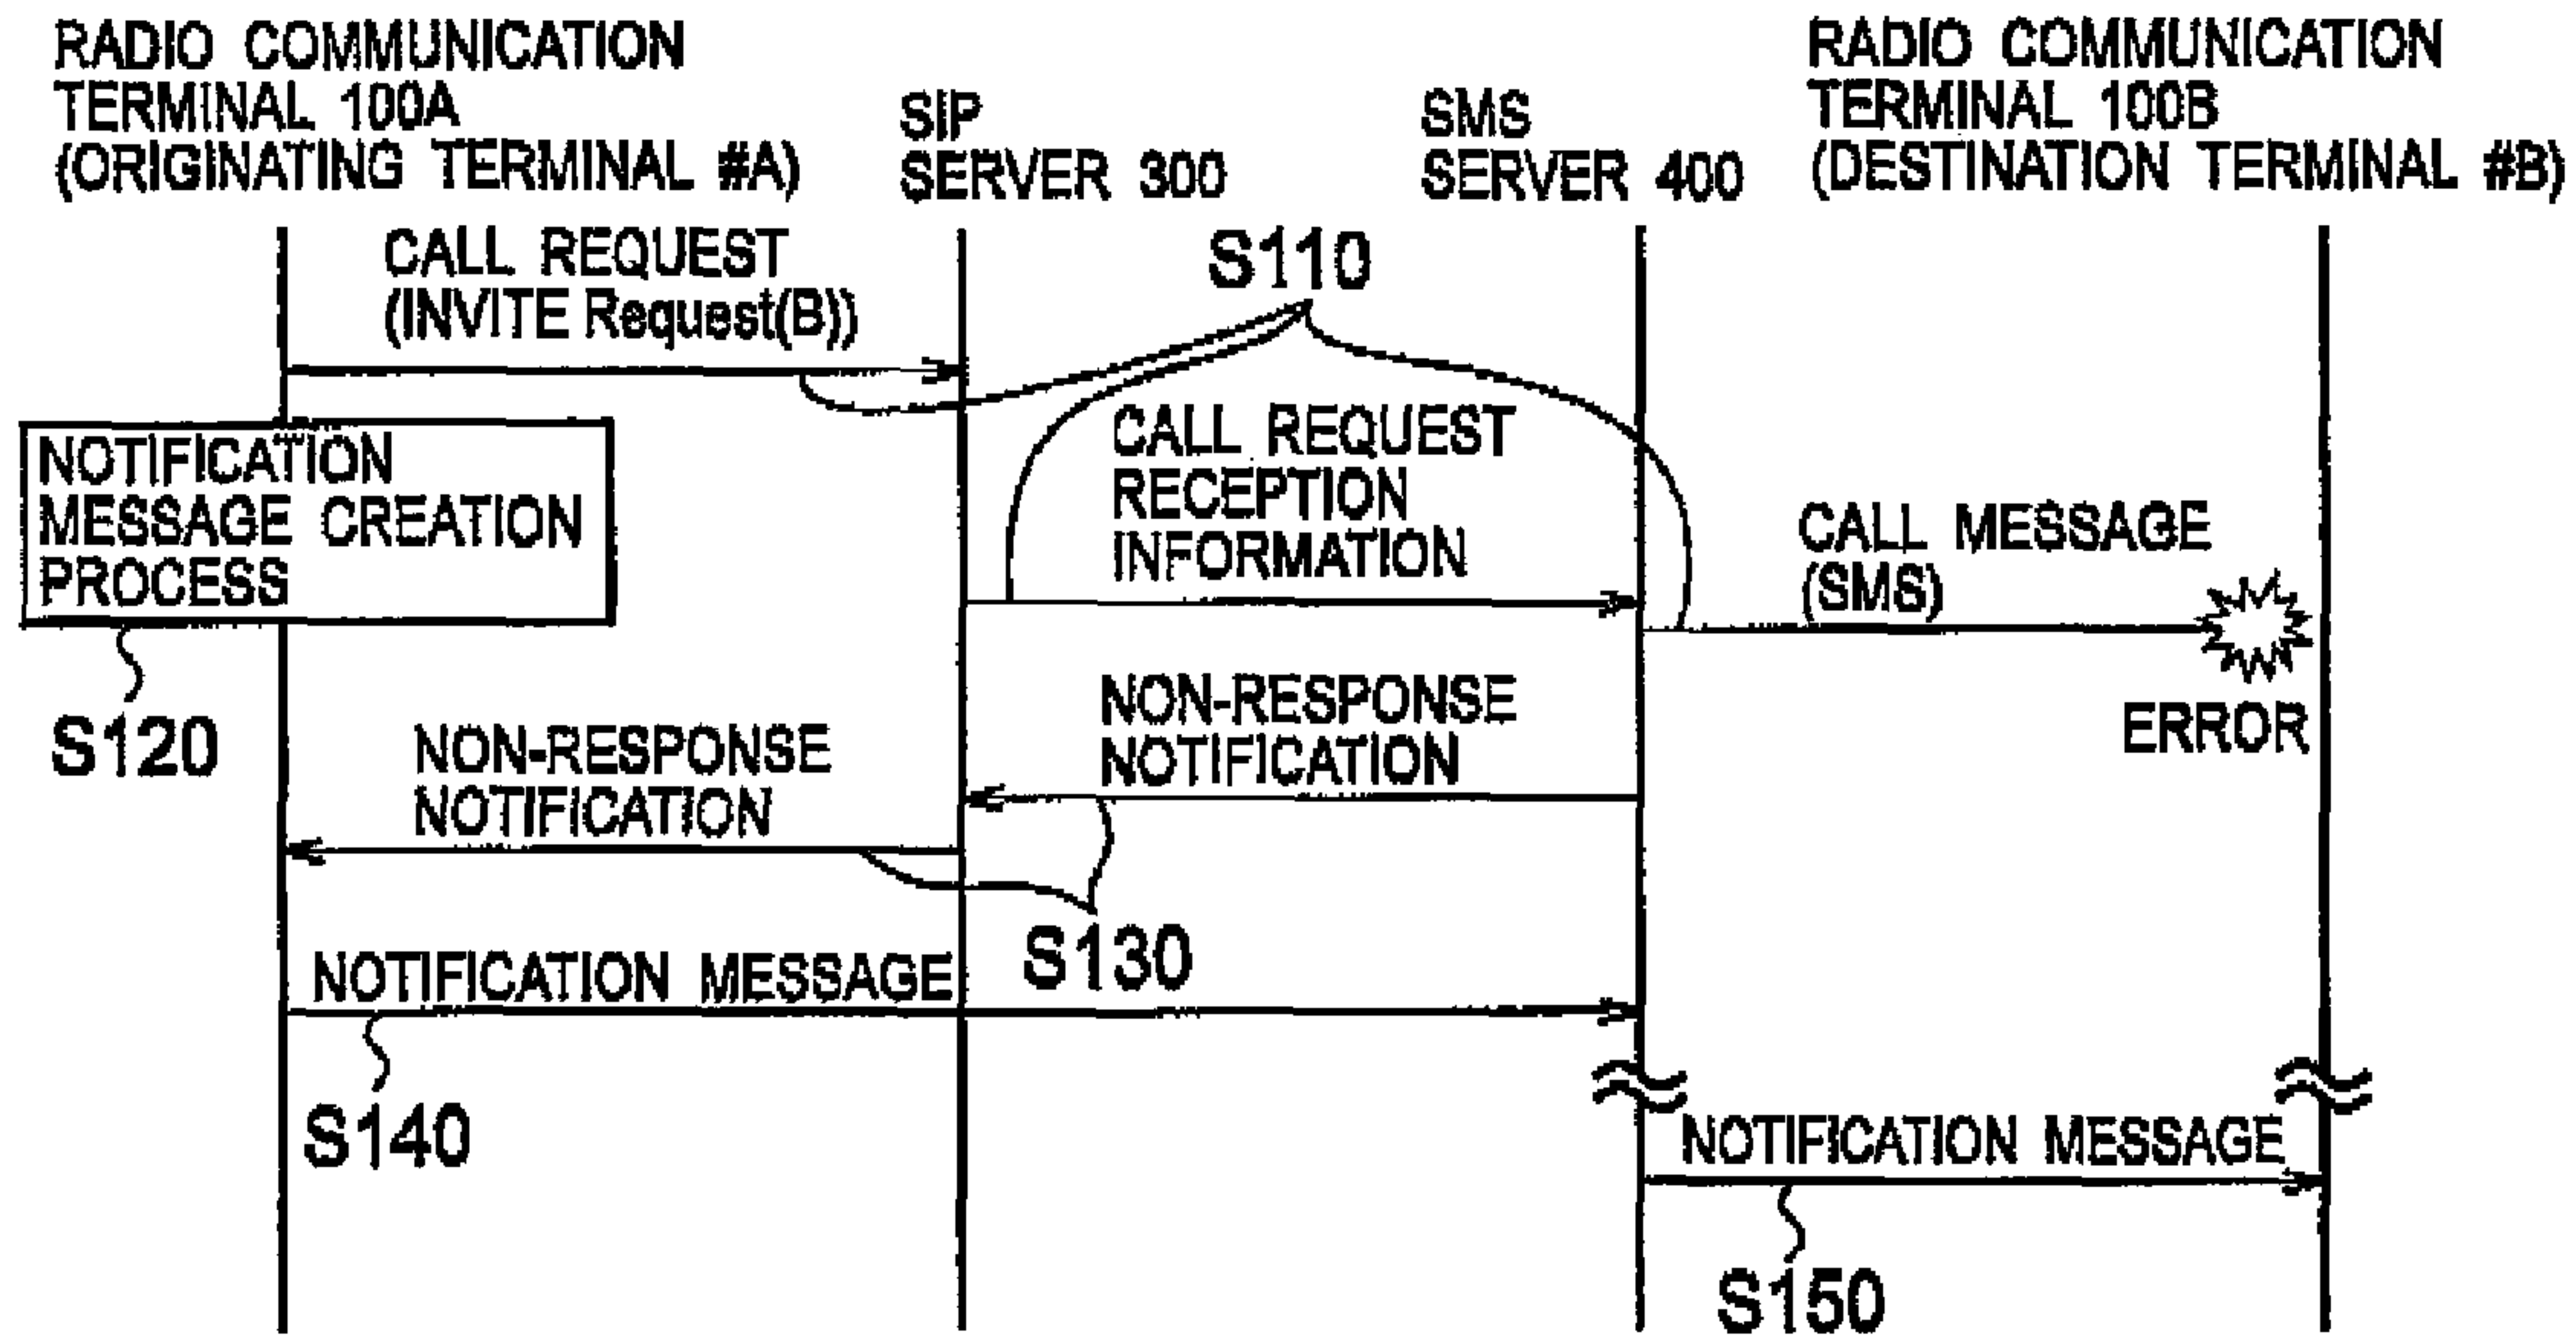 RADIO COMMUNICATION
TERMINAL 100A
(ORIGINATING TERMINAL #A)
SIP
SERVER 300
SMS
SERVER 400
RADIO COMMUNICATION
TERMINAL 100B
(DESTINATION TERMINAL #B)
CALL REQUEST
(INVITE Request(B))
S110
NOTIFICATION
MESSAGE CREATION
PROCESS
S120
CALL REQUEST
RECEPTION
INFORMATION
CALL MESSAGE
(SMS)
ERROR
NON-RESPONSE
NOTIFICATION
NON-RESPONSE
NOTIFICATION
S130
NOTIFICATION MESSAGE
S140
NOTIFICATION MESSAGE
S150